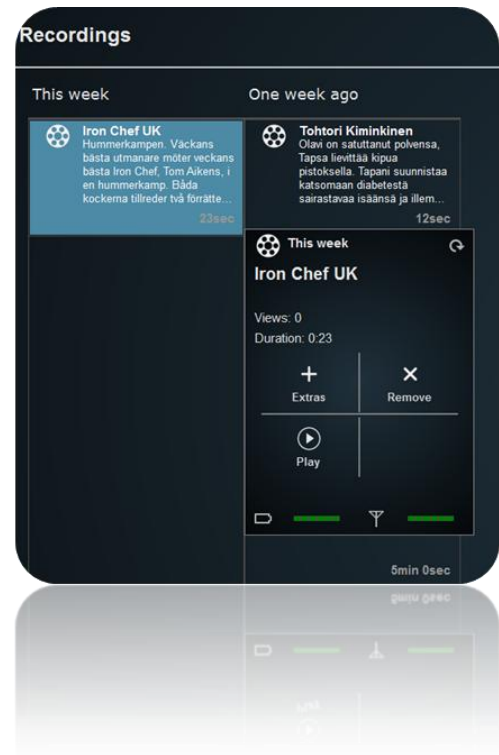 Recordings
This week
One week ago
Iron Chef UK
Hummerkampen. Väckans
bästa utmanare möter veckans
bästa Iron Chef, Tom Aikens, i
en hummerkamp. Båda
kockerna tillreder två förrätte...
23sec
Tohtori Kiminkinen
Olavi on satuttanut polvensa,
Tapsa lievittää kipua
pistoksella. Tapani suunnistaa
katsomaan diabetestä
sairastavaa isäänsä ja illem...
12sec
This week
Iron Chef UK
Views: 0
Duration: 0:23
Extras
Remove
Play
5min 0sec